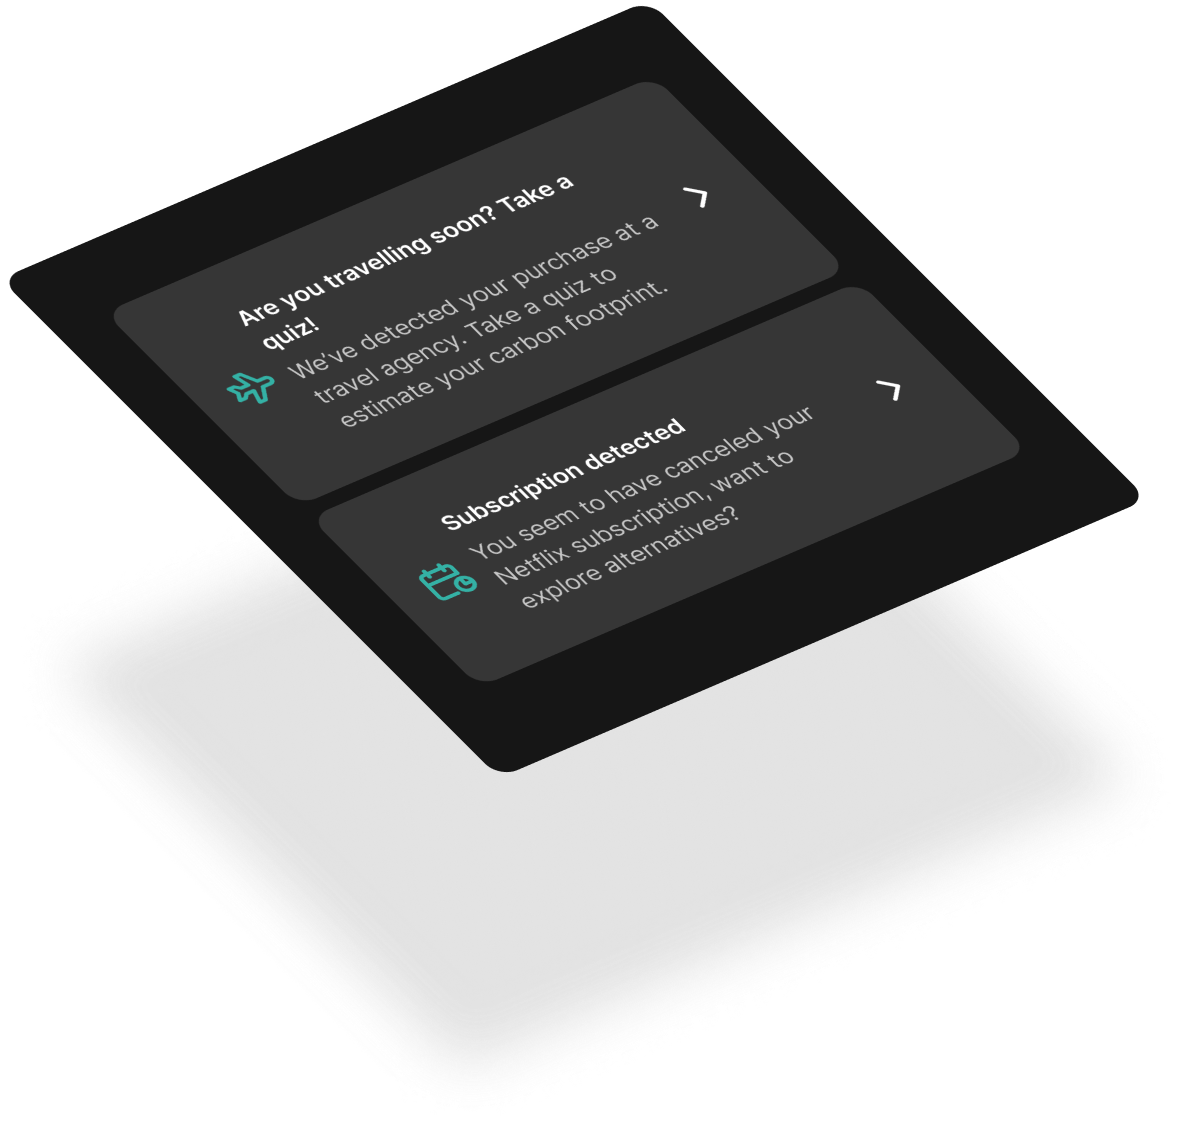 Are you travelling soon? Take a
quiz!
We've detected your purchase at a
travel agency. Take a quiz to
estimate your carbon footprint.
Subscription detected
You seem to have canceled your
Netflix subscription, want to
explore alternatives?